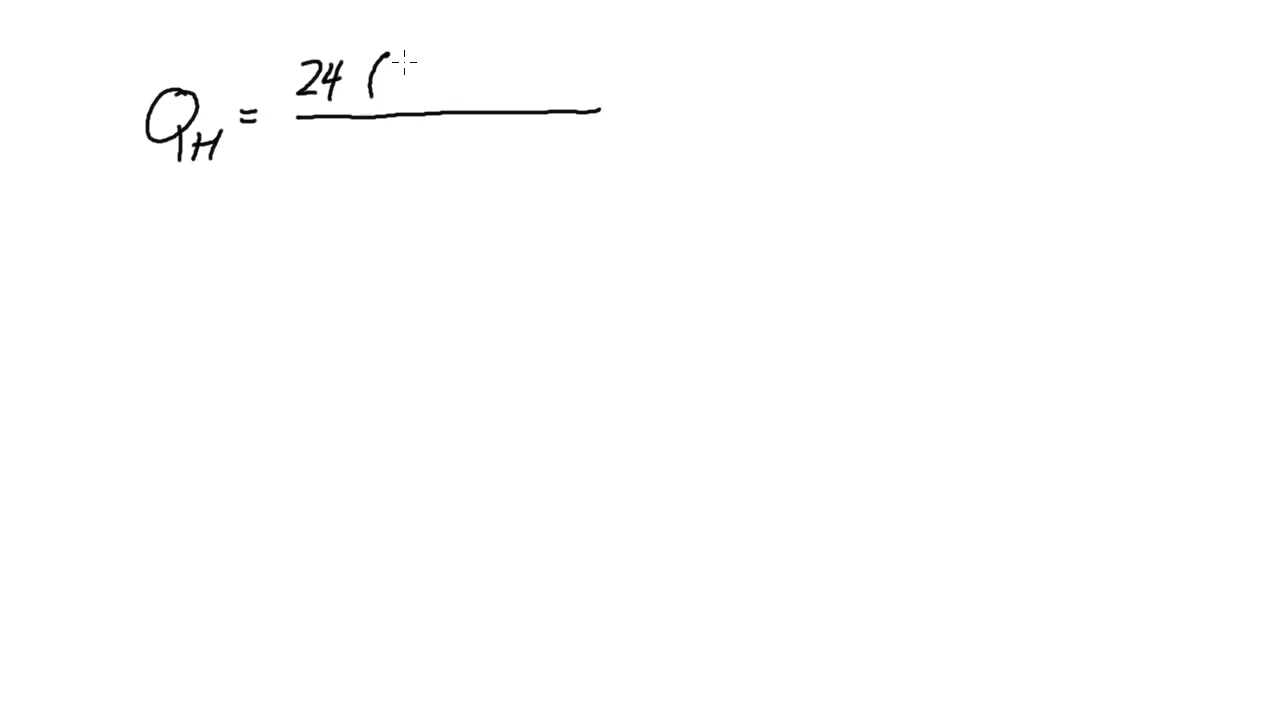 Q_H = 24 (